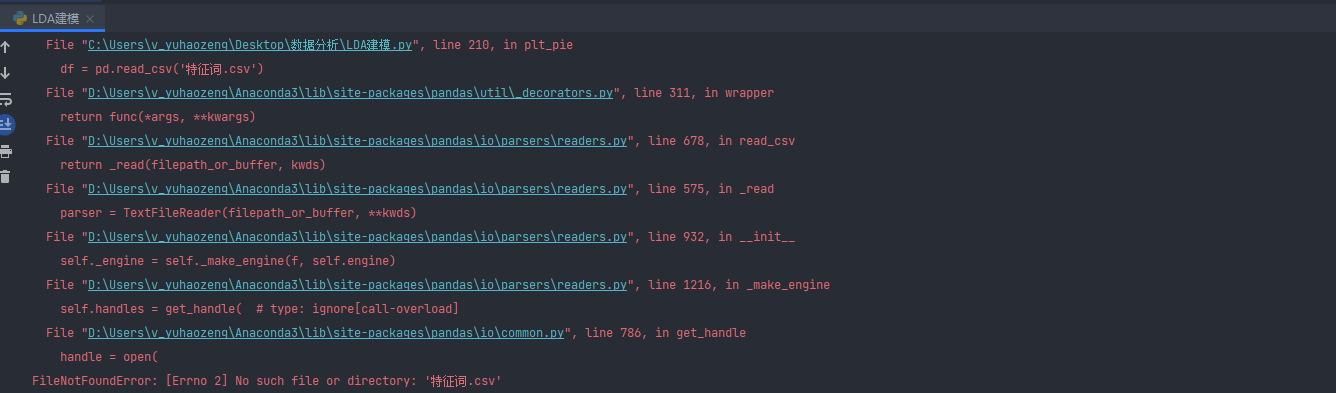 LDA建模
File "C:\Users\v_yuhaozeng\Desktop\数据分析\LDA建模.py", line 210, in plt_pie
df = pd.read_csv('特征词.csv')
File "D:\Users\v_yuhaozeng\Anaconda3\lib\site-packages\pandas\util\_decorators.py", line 311, in wrapper
return func(*args, **kwargs)
File "D:\Users\v_yuhaozeng\Anaconda3\lib\site-packages\pandas\io\parsers\readers.py", line 678, in read_csv
return _read(filepath_or_buffer, kwds)
File "D:\Users\v_yuhaozeng\Anaconda3\lib\site-packages\pandas\io\parsers\readers.py", line 575, in _read
parser = TextFileReader(filepath_or_buffer, **kwds)
File "D:\Users\v_yuhaozeng\Anaconda3\lib\site-packages\pandas\io\parsers\readers.py", line 932, in __init__
self._engine = self._make_engine(f, self.engine)
File "D:\Users\v_yuhaozeng\Anaconda3\lib\site-packages\pandas\io\parsers\readers.py", line 1216, in _make_engine
self.handles = get_handle(  # type: ignore[call-overload]
File "D:\Users\v_yuhaozeng\Anaconda3\lib\site-packages\pandas\io\common.py", line 786, in get_handle
handle = open(
FileNotFoundError: [Errno 2] No such file or directory: '特征词.csv'